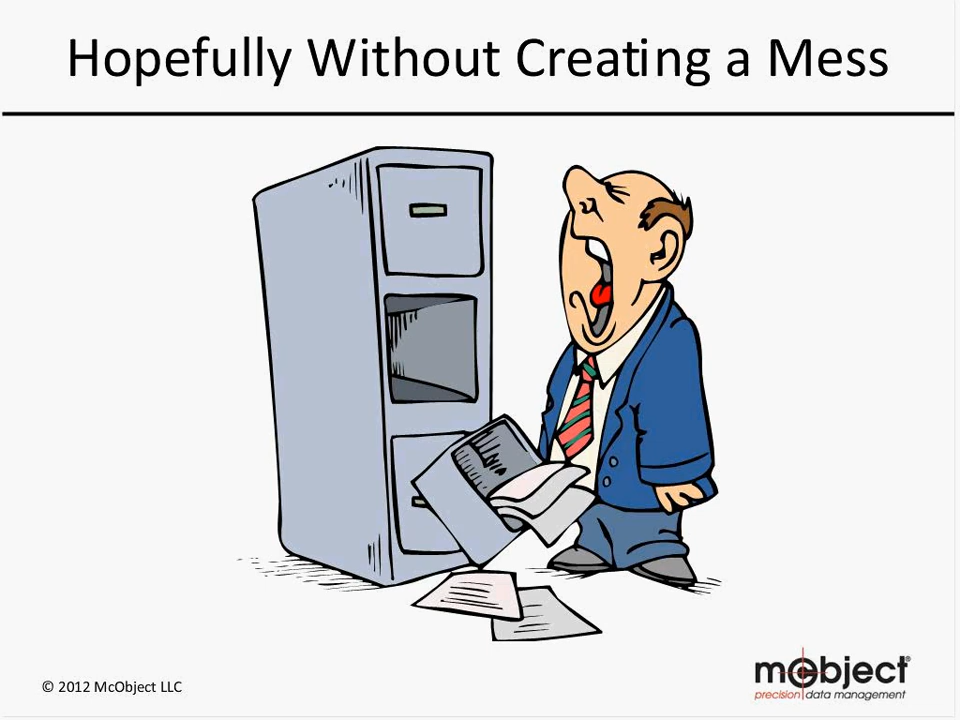 Hopefully Without Creating a Mess
© 2012 McObject LLC
mcobject®
precision data management